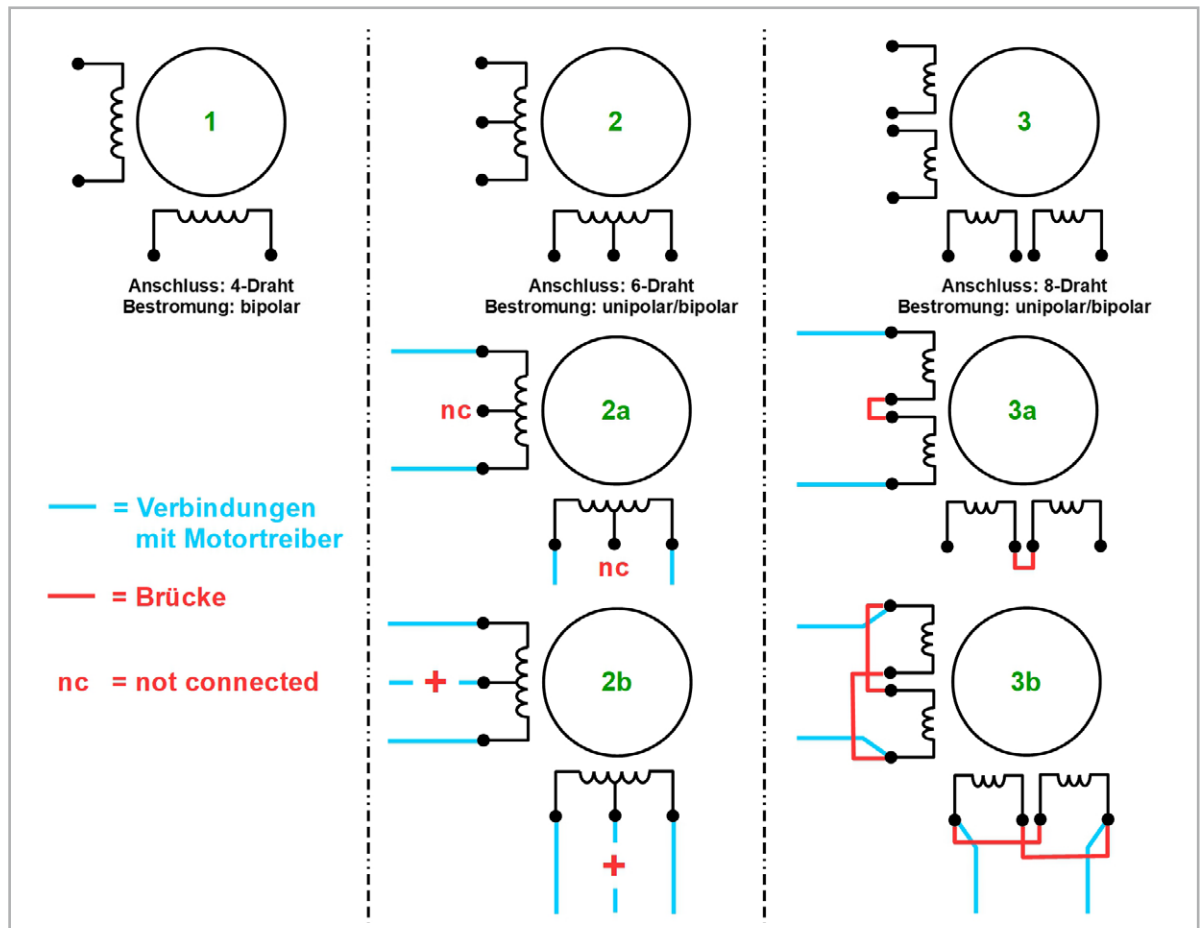 1
2
3
Anschluss: 4-Draht
Bestromung: bipolar
Anschluss: 6-Draht
Bestromung: unipolar/bipolar
Anschluss: 8-Draht
Bestromung: unipolar/bipolar
nc
2a
3a
nc
= Verbindungen
mit Motortreiber
= Brücke
nc = not connected
+
2b
3b
+